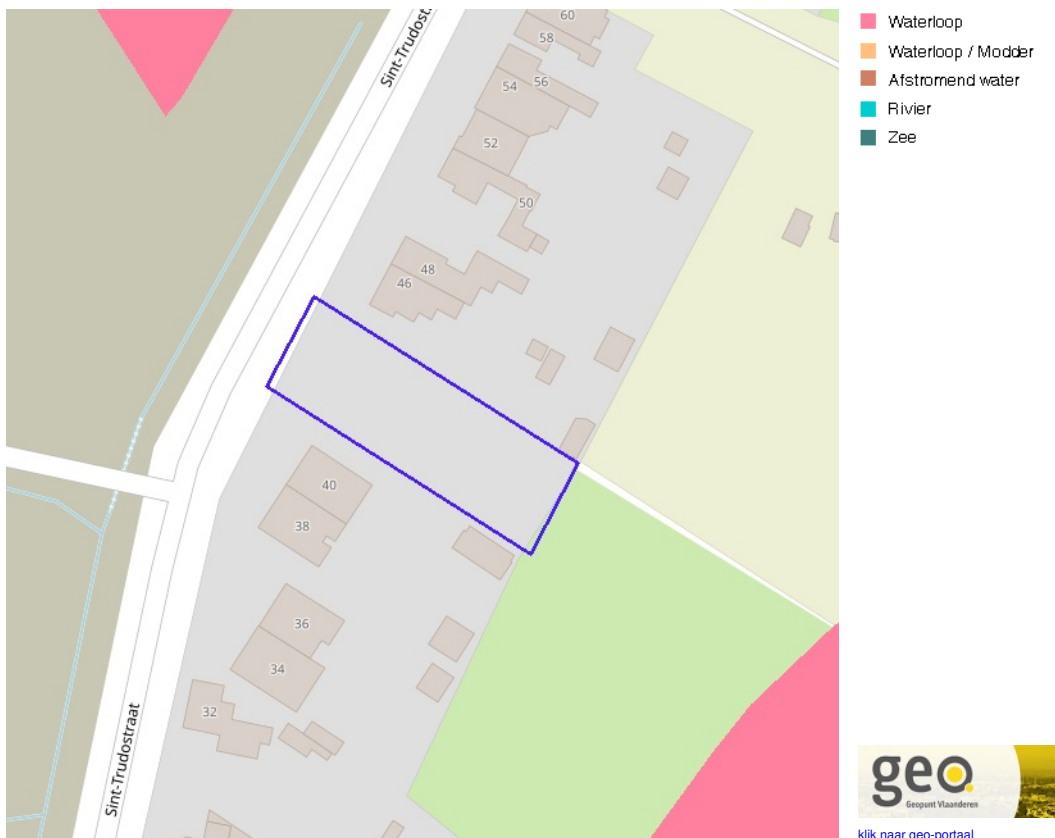 Sint-Trudost
60
58
56
54
52
50
48
46
40
38
36
34
32
Sint-Trudostraat
Waterloop
Waterloop / Modder
Afstromend water
Rivier
Zee
geo.
Geopunt Vlaanderen
klik naar geo-portaal